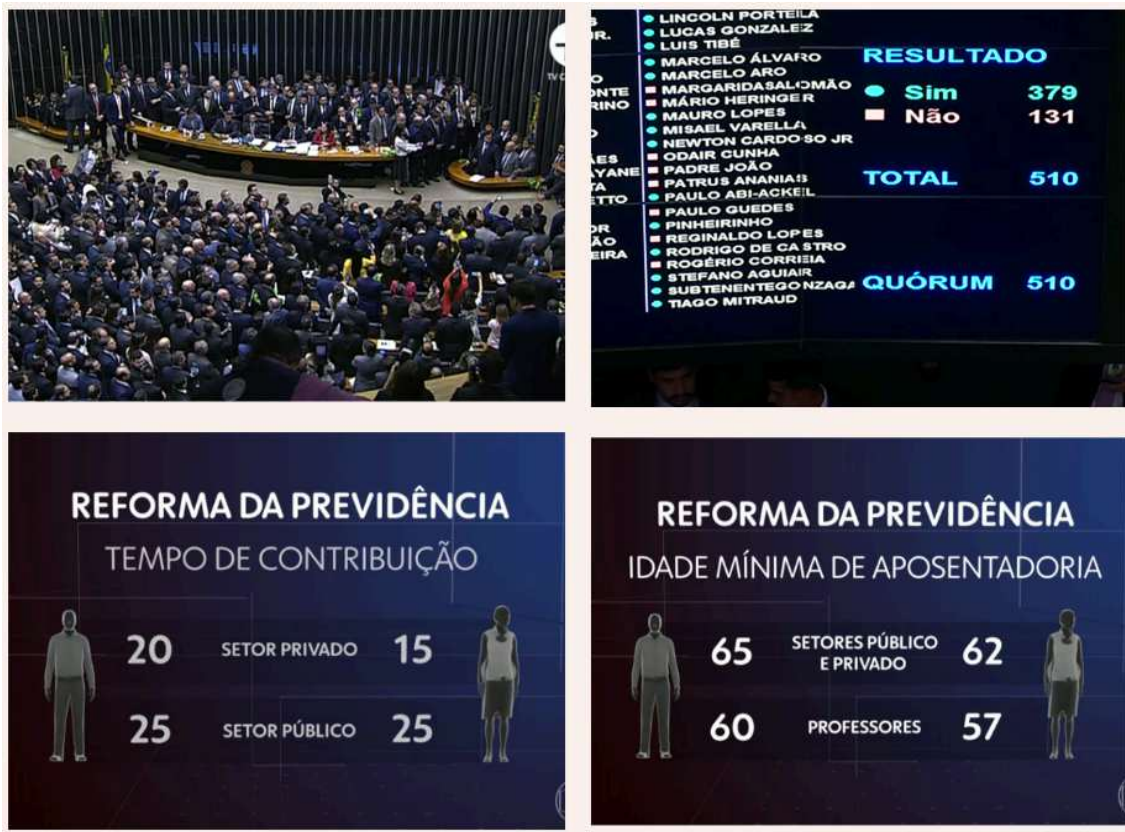 TV C
LINCOLN PORTELA
JR.
LUCAS GONZALEZ
LUIS TIBÉ
MARCELO ÁLVARO
MARCELO ARO
MARGARIDA SALOMÃO
MÁRIO HERINGER
MAURO LOPES
MISAEL VARELLA
NEWTON CARDOSO JR
ODAIR CUNHA
PADRE JOÃO
PATRUS ANANIAS
PAULO ABI-ACKEL
PAULO GUEDES
PINHEIRINHO
REGINALDO LOPES
RODRIGO DE CASTRO
ROGÉRIO CORREIA
STEFANO AGUIAR
SUBTENENTE GONZAGA
TIAGO MITRAUD
RESULTADO
Sim 379
Não 131
TOTAL 510
QUÓRUM 510
REFORMA DA PREVIDÊNCIA
TEMPO DE CONTRIBUIÇÃO
20 SETOR PRIVADO 15
25 SETOR PÚBLICO 25
REFORMA DA PREVIDÊNCIA
IDADE MÍNIMA DE APOSENTADORIA
65 SETORES PÚBLICO
E PRIVADO 62
60 PROFESSORES 57